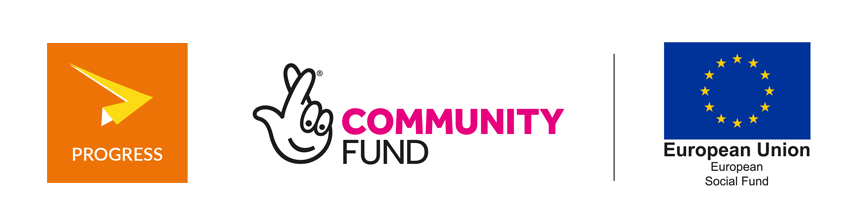 PROGRESS
®
COMMUNITY
FUND
European Union
European
Social Fund